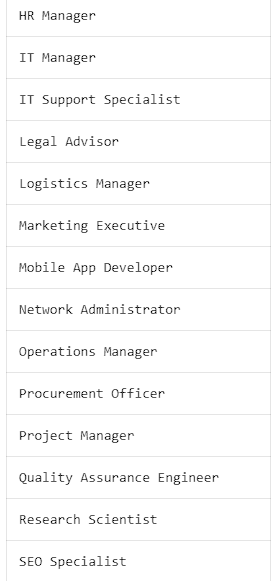 HR Manager
IT Manager
IT Support Specialist
Legal Advisor
Logistics Manager
Marketing Executive
Mobile App Developer
Network Administrator
Operations Manager
Procurement Officer
Project Manager
Quality Assurance Engineer
Research Scientist
SEO Specialist